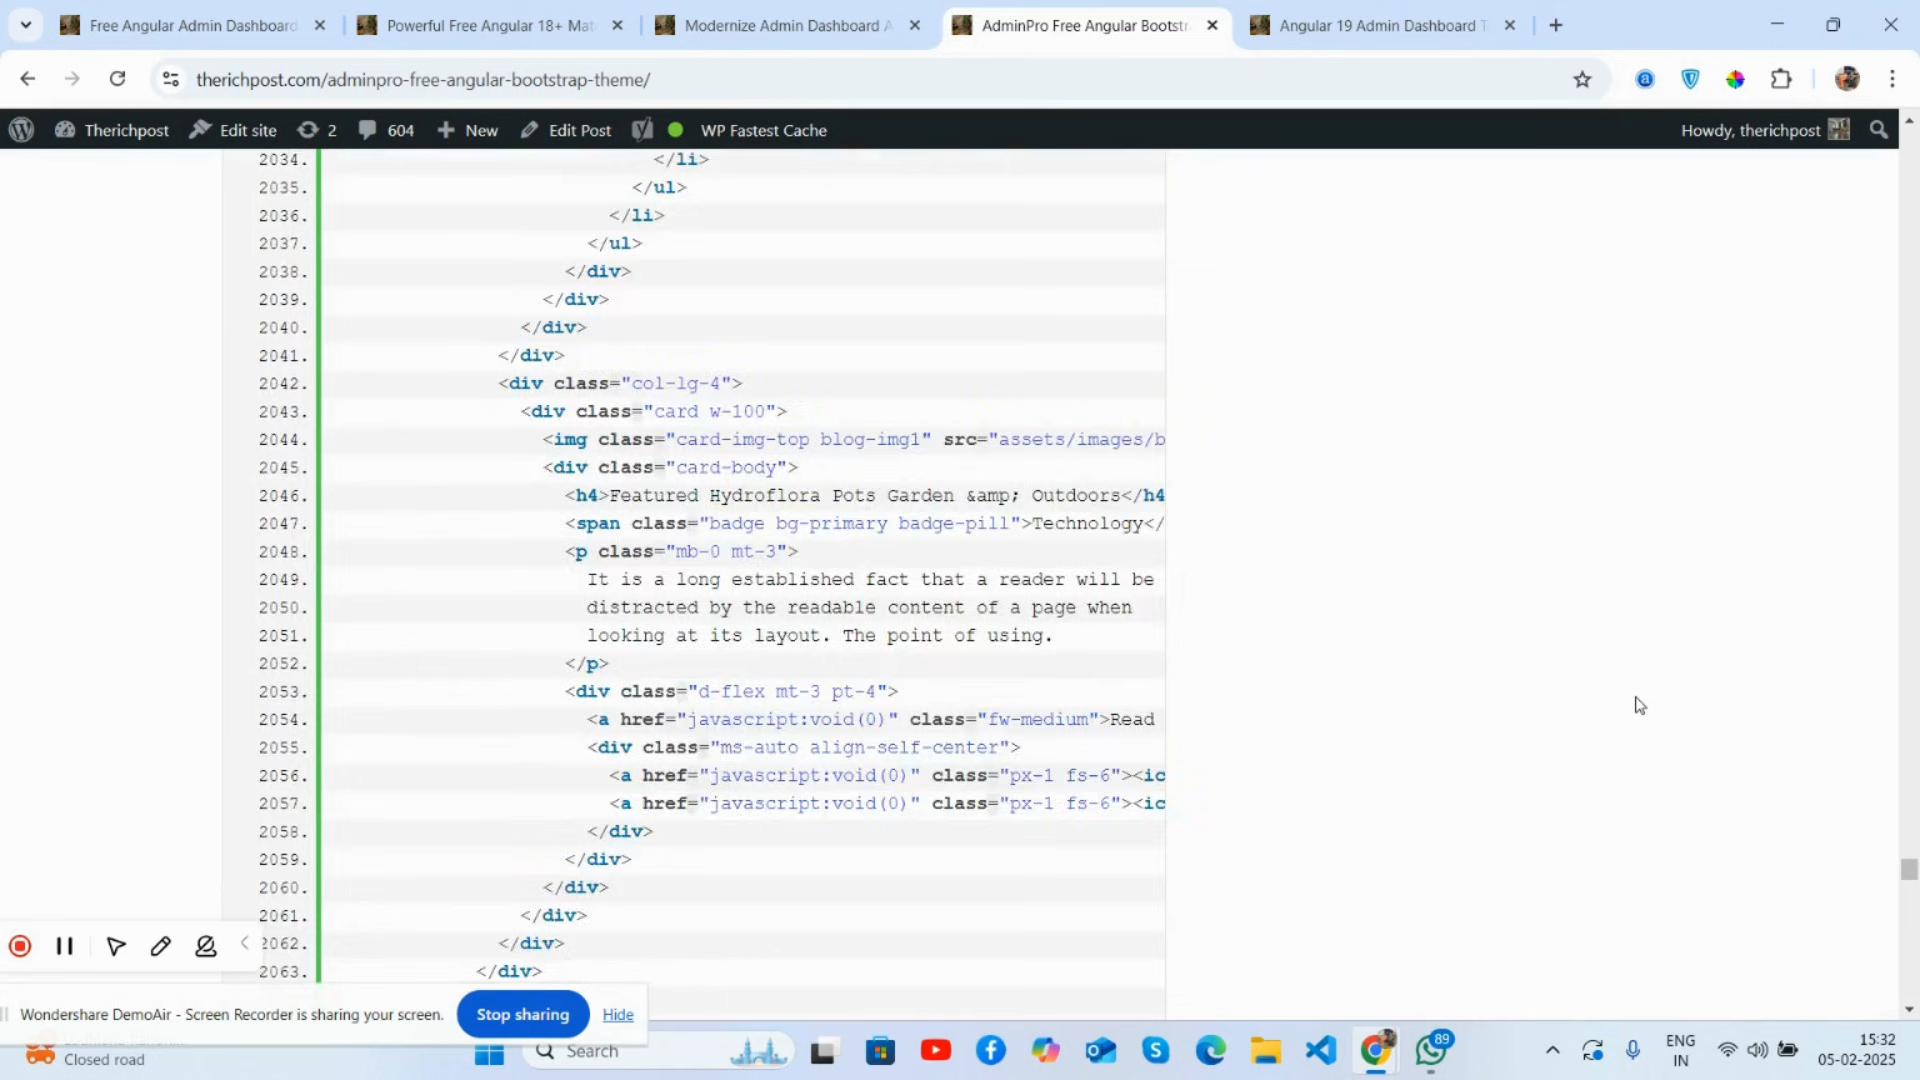 Free Angular Admin Dashboard
Powerful Free Angular 18+ Mat
Modernize Admin Dashboard A
AdminPro Free Angular Bootstr
Angular 19 Admin Dashboard T
therichpost.com/adminpro-free-angular-bootstrap-theme/
Therichpost Edit site 2 604 New Edit Post WP Fastest Cache Howdy, therichpost
2034. </li>
2035. </ul>
2036. </li>
2037. </ul>
2038. </div>
2039. </div>
2040. </div>
2041. </div>
2042. <div class="col-lg-4">
2043. <div class="card w-100">
2044. <img class="card-img-top blog-img1" src="assets/images/b
2045. <div class="card-body">
2046. <h4>Featured Hydroflora Pots Garden &amp; Outdoors</h4
2047. <span class="badge bg-primary badge-pill">Technology</
2048. <p class="mb-0 mt-3">
2049. It is a long established fact that a reader will be
2050. distracted by the readable content of a page when
2051. looking at its layout. The point of using.
2052. </p>
2053. <div class="d-flex mt-3 pt-4">
2054. <a href="javascript:void(0)" class="fw-medium">Read
2055. <div class="ms-auto align-self-center">
2056. <a href="javascript:void(0)" class="px-1 fs-6"><ic
2057. <a href="javascript:void(0)" class="px-1 fs-6"><ic
2058. </div>
2059. </div>
2060. </div>
2061. </div>
2062. </div>
2063. </div>
Wondershare DemoAir - Screen Recorder is sharing your screen. Stop sharing Hide
Closed road
Search
89
ENG
IN
15:32
05-02-2025